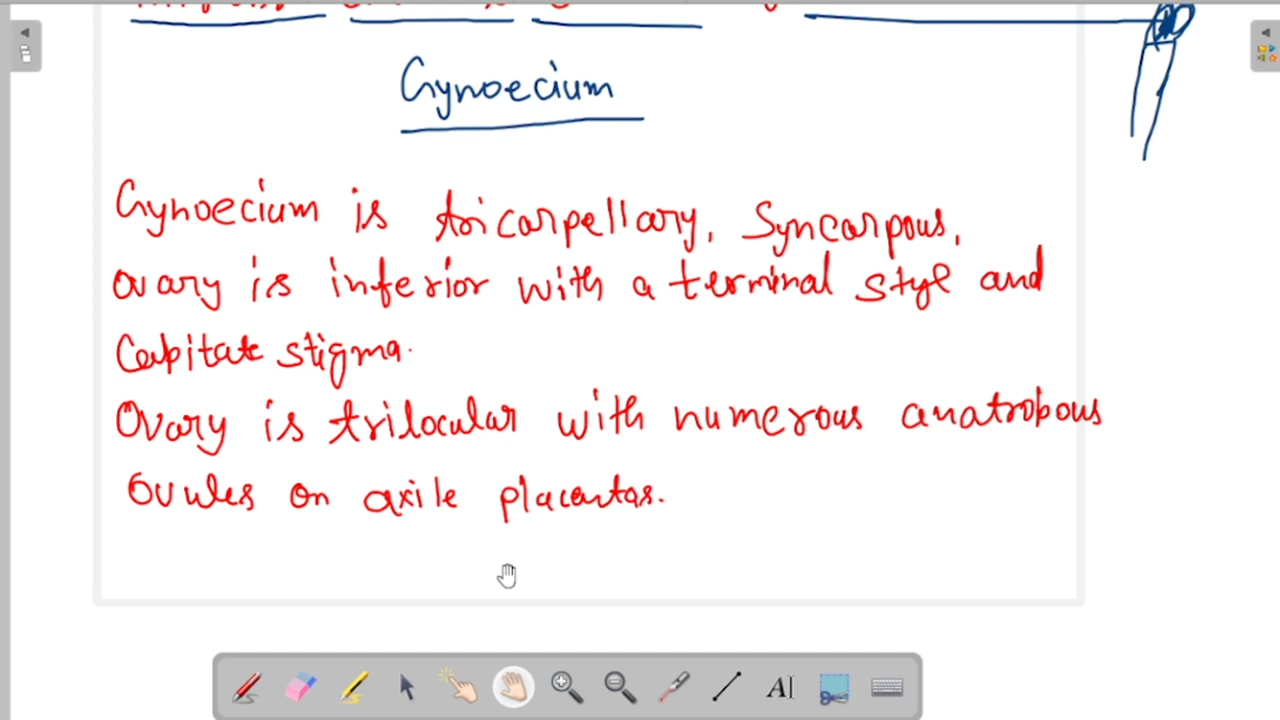 Gynoecium
Gynoecium is tricarpellary, Syncarpous,
Ovary is inferior with a terminal style and
Capitate stigma.
Ovary is trilocular with numerous anatropous
Ovules on axile placentas.
AI